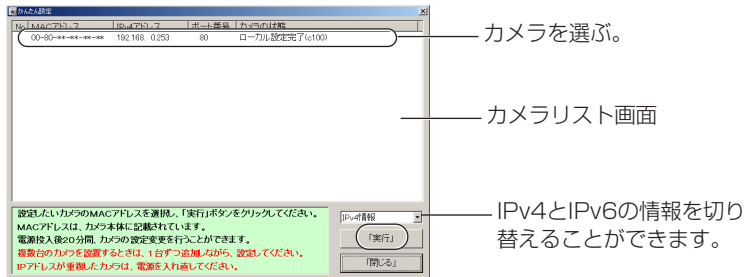 かんたん設定
No MACアドレス IPv4アドレス ポート番号 カメラの状態
00-80-**-**-**-** 192.168. 0.253 80 ローカル設定完了(c100)
カメラを選ぶ。
カメラリスト画面
設定したいカメラのMACアドレスを選択し、「実行」ボタンをクリックしてください。
MACアドレスは、カメラ本体に記載されています。
電源投入後20分間、カメラの設定変更を行うことができます。
複数台のカメラを設置するときは、1台ずつ追加しながら、設定してください。
IPアドレスが重複したカメラは、電源を入れ直してください。
IPv4情報
「実行」
「閉じる」
IPv4とIPv6の情報を切り
替えることができます。